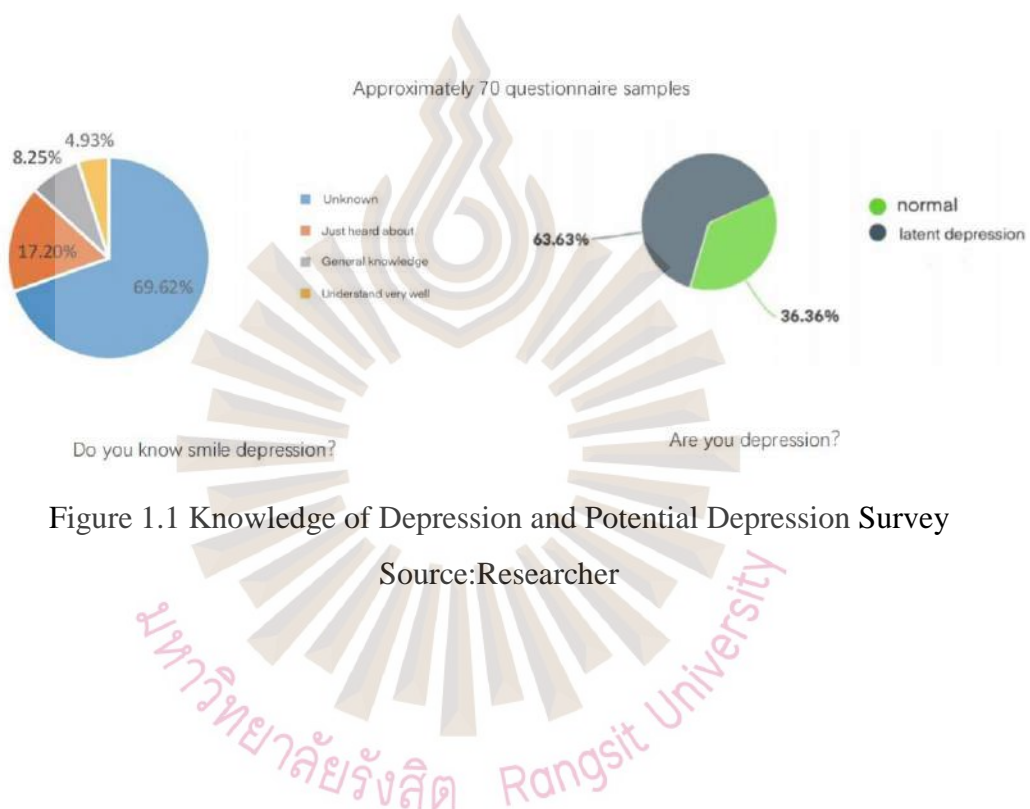 Approximately 70 questionnaire samples
4.93%
8.25%
17.20%
69.62%
Unknown
Just heard about
General knowledge
Understand very well
63.63%
36.36%
normal
latent depression
Do you know smile depression?
Are you depression?
Figure 1.1 Knowledge of Depression and Potential Depression Survey
Source:Researcher
มหาวิทยาลัยรังสิต Rangsit University